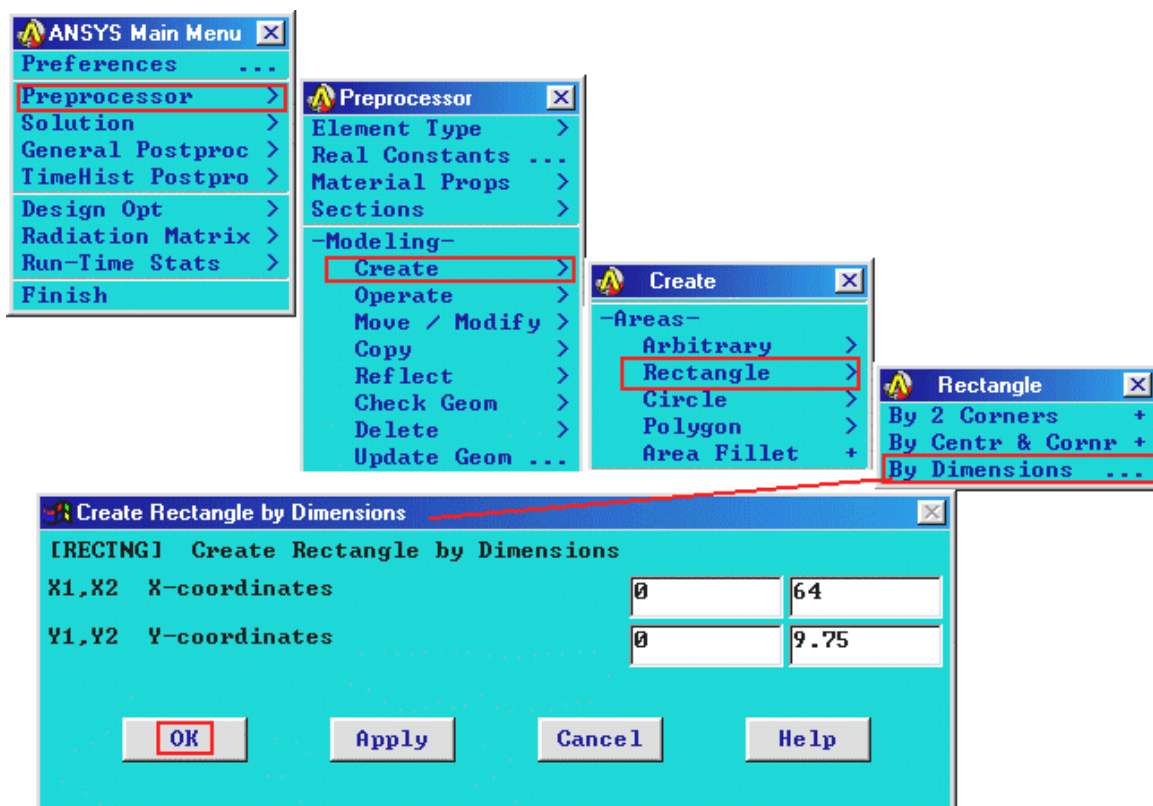 ANSYS Main Menu
Preferences ...
Preprocessor >
Solution >
General Postproc >
TimeHist Postpro >
Design Opt >
Radiation Matrix >
Run-Time Stats >
Finish
Preprocessor
Element Type >
Real Constants ...
Material Props >
Sections >
-Modeling-
Create >
Operate >
Move / Modify >
Copy >
Reflect >
Check Geom >
Delete >
Update Geom ...
Create
-Areas-
Arbitrary >
Rectangle >
Circle >
Polygon >
Area Fillet +
Rectangle
By 2 Corners +
By Centr & Cornr +
By Dimensions ...
Create Rectangle by Dimensions
[RECTNG] Create Rectangle by Dimensions
X1,X2 X-coordinates 0 64
Y1,Y2 Y-coordinates 0 9.75
OK Apply Cancel Help